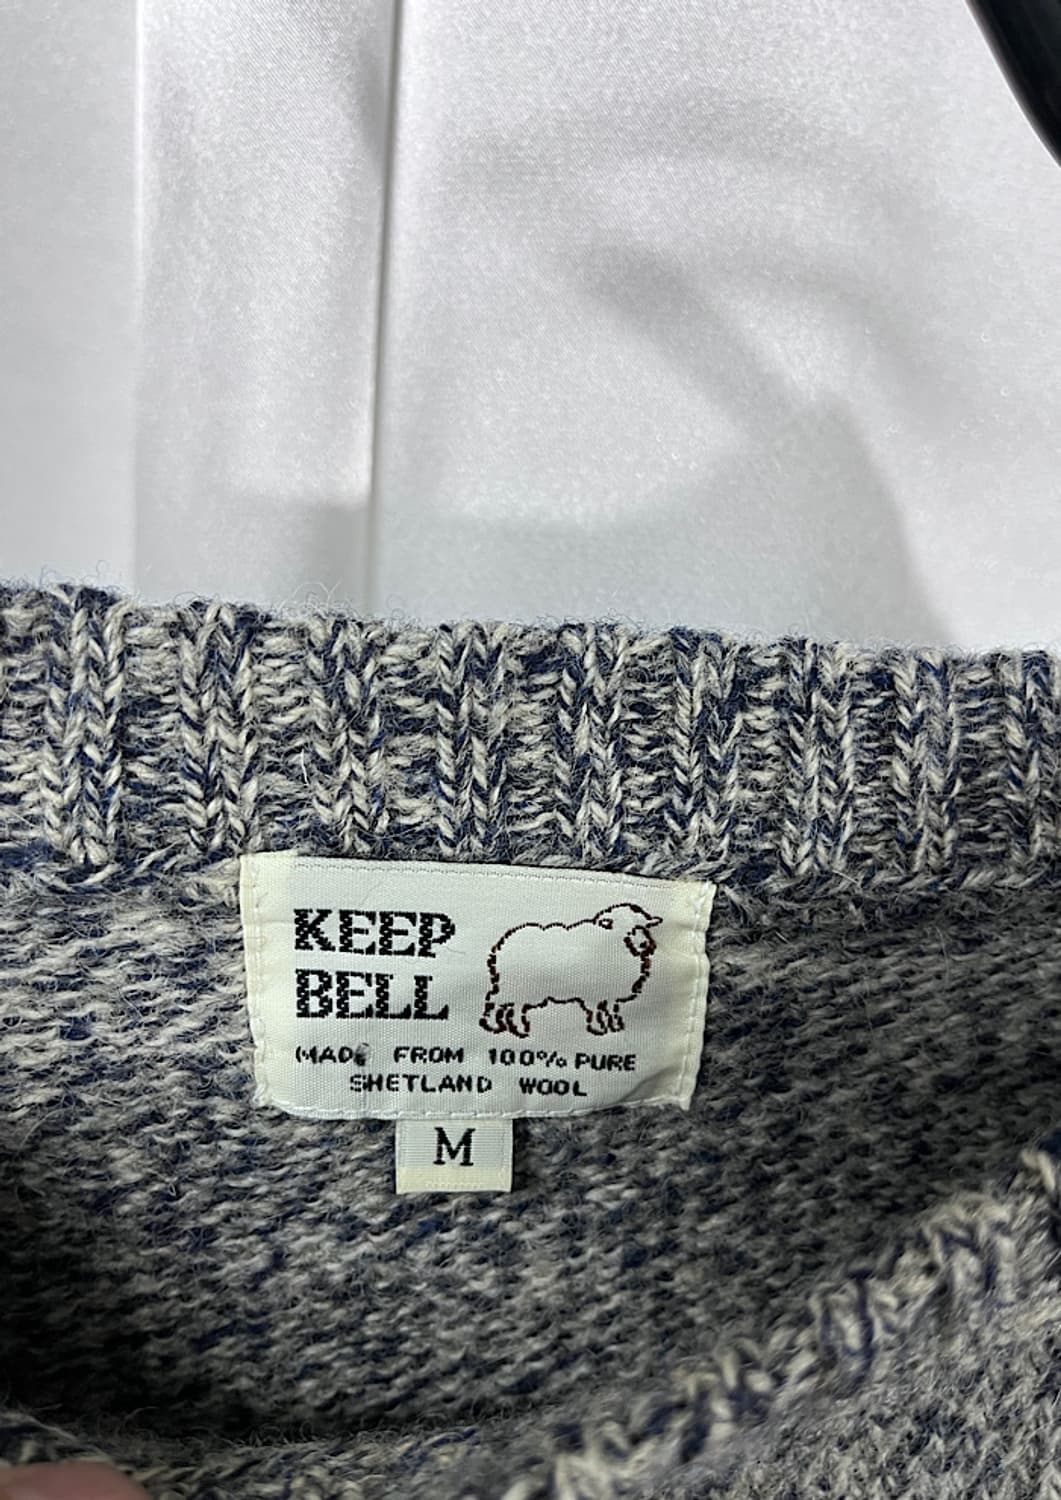 KEEP
BELL
MADE FROM 100% PURE
SHETLAND WOOL
M